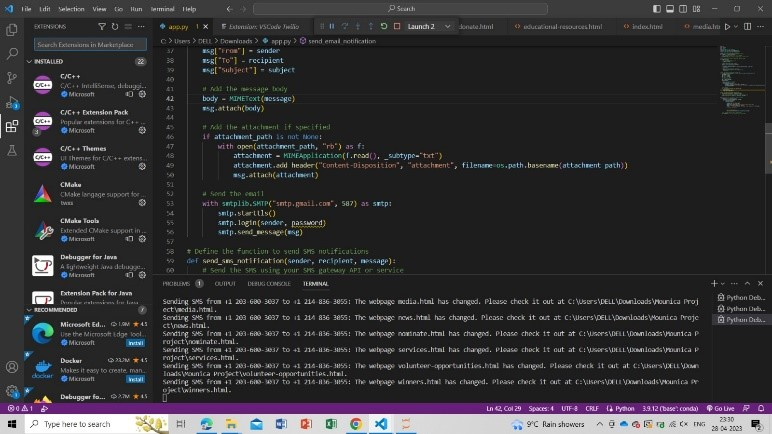 File Edit Selection View Go Run Terminal Help
Search
EXTENSIONS
app.py 1
Extension: VSCode Twilio
Launch 2
donate.html
educational-resources.html
index.html
media.ht
Search Extensions in Marketplace
C: > Users > DELL > Downloads > app.py > send_email_notification
INSTALLED 22
C/C++
C/C++ IntelliSense, debuggi...
Microsoft
C/C++ Extension Pack
Popular extensions for C++ ...
Microsoft
C/C++ Themes
UI Themes for C/C++ exten...
Microsoft
CMake
CMake langage support for ...
twxs
CMake Tools
Extended CMake support in ...
Microsoft
Debugger for Java
A lightweight Java debugge...
Microsoft
Extension Pack for Java
Popular extensions for Java ...
RECOMMENDED 7
Microsoft Ed... 1.9M 4.5
Use the Microsoft Edge Tool...
Microsoft Install
Docker 23.2M 4.5
Makes it easy to create, man...
Microsoft Install
Debugger fo... 2.7M 4.5
37 msg["From"] = sender
38 msg["To"] = recipient
39 msg["Subject"] = subject
40
41 # Add the message body
42 body = MIMEText(message)
43 msg.attach(body)
44
45 # Add the attachment if specified
46 if attachment_path is not None:
47 with open(attachment_path, "rb") as f:
48 attachment = MIMEApplication(f.read(), _subtype="txt")
49 attachment.add_header("Content-Disposition", "attachment", filename=os.path.basename(attachment_path))
50 msg.attach(attachment)
51
52 # Send the email
53 with smtplib.SMTP("smtp.gmail.com", 587) as smtp:
54 smtp.starttls()
55 smtp.login(sender, password)
56 smtp.send_message(msg)
57
58 # Define the function to send SMS notifications
59 def send_sms_notification(sender, recipient, message):
60 # Send the SMS using your SMS gateway API or service
PROBLEMS 1 OUTPUT DEBUG CONSOLE TERMINAL
Sending SMS from +1 203-600-3037 to +1 214-836-3055: The webpage media.html has changed. Please check it out at C:\Users\DELL\Downloads\Mounica Proj
ect\media.html.
Sending SMS from +1 203-600-3037 to +1 214-836-3055: The webpage news.html has changed. Please check it out at C:\Users\DELL\Downloads\Mounica Proje
ct\news.html.
Sending SMS from +1 203-600-3037 to +1 214-836-3055: The webpage nominate.html has changed. Please check it out at C:\Users\DELL\Downloads\Mounica P
roject\nominate.html.
Sending SMS from +1 203-600-3037 to +1 214-836-3055: The webpage services.html has changed. Please check it out at C:\Users\DELL\Downloads\Mounica P
roject\services.html.
Sending SMS from +1 203-600-3037 to +1 214-836-3055: The webpage volunteer-opportunities.html has changed. Please check it out at C:\Users\DELL\Down
loads\Mounica Project\volunteer-opportunities.html.
Sending SMS from +1 203-600-3037 to +1 214-836-3055: The webpage winners.html has changed. Please check it out at C:\Users\DELL\Downloads\Mounica Pr
oject\winners.html.
Python Deb...
Python Deb...
Python Deb...
0 1
Ln 42, Col 29 Spaces: 4 UTF-8 CRLF Python 3.9.12 ('base': conda) Go Live
Type here to search
9°C Rain showers
ENG
23:30
28-04-2023